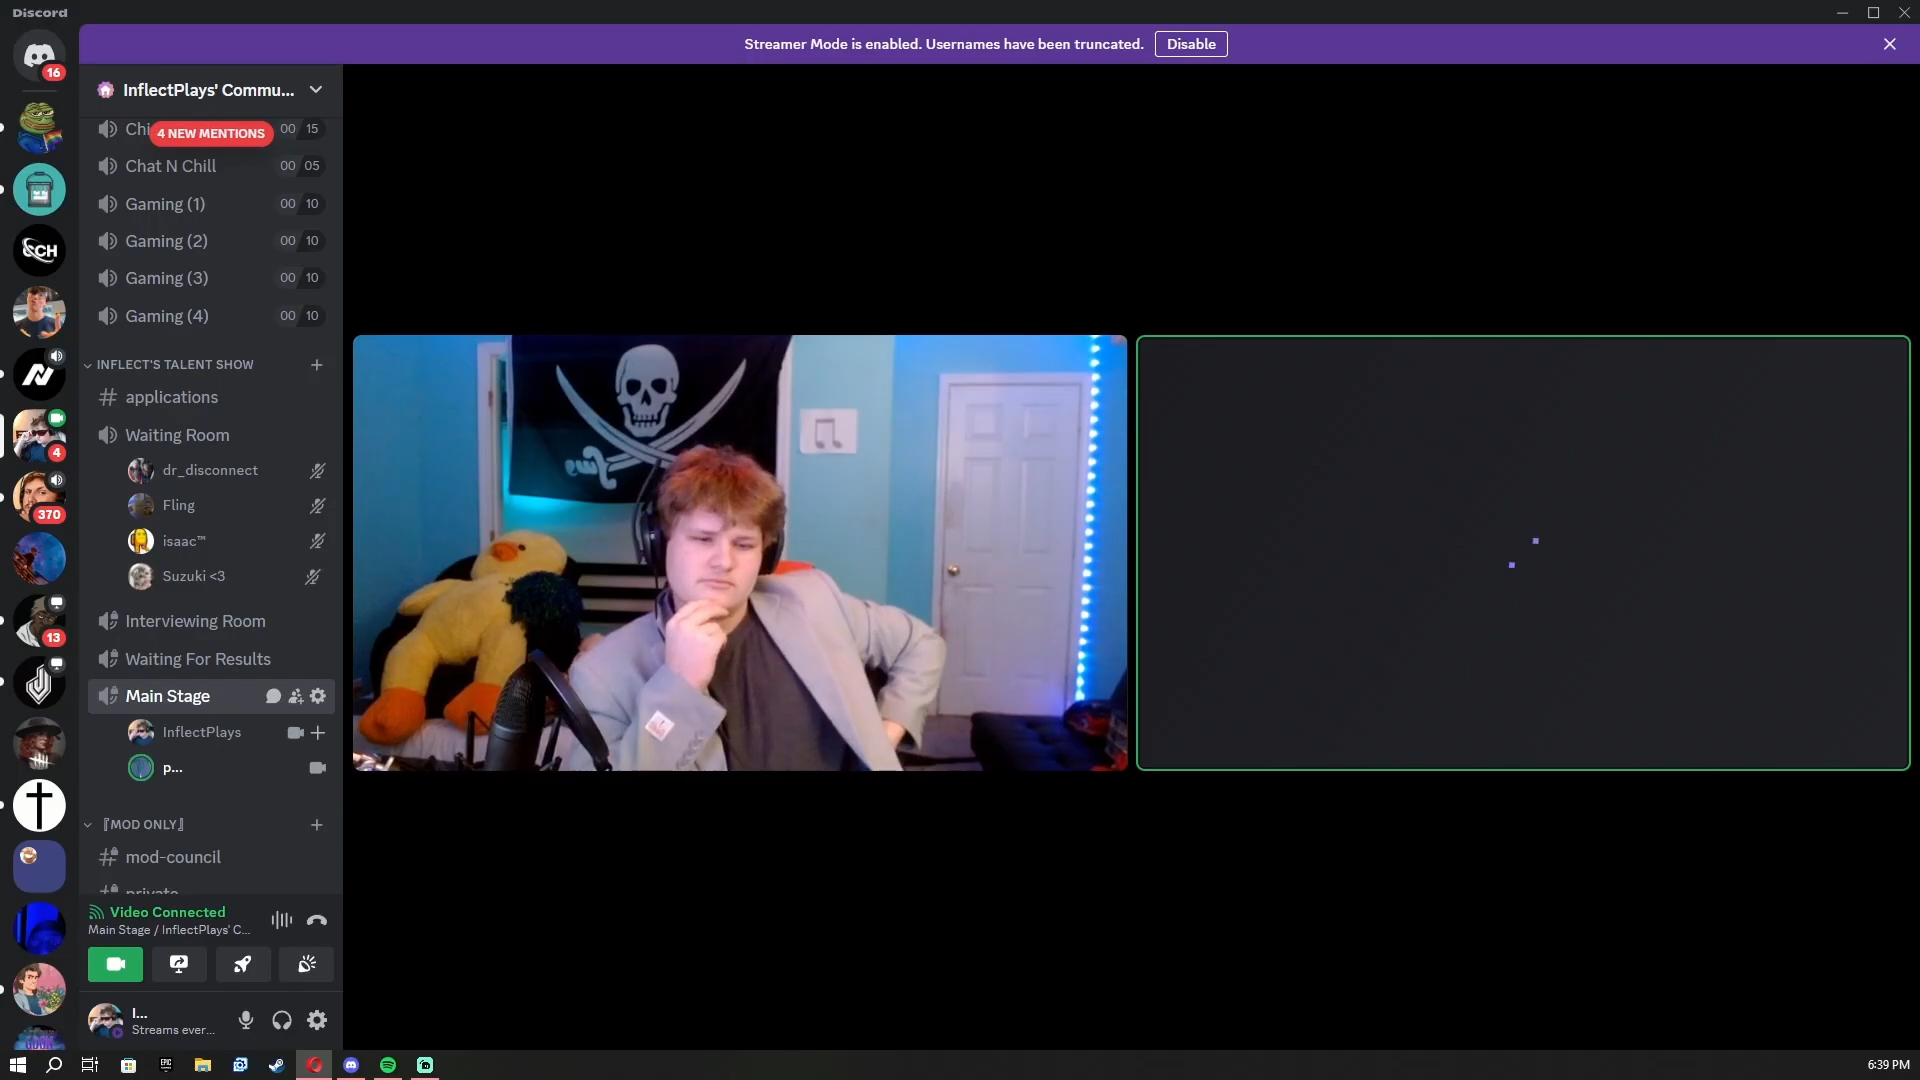 Discord
Streamer Mode is enabled. Usernames have been truncated.
Disable
16
InflectPlays' Commu...
4 NEW MENTIONS
00 15
Chat N Chill
00 05
Gaming (1)
00 10
Gaming (2)
00 10
Gaming (3)
00 10
Gaming (4)
00 10
INFLECT'S TALENT SHOW
applications
Waiting Room
dr_disconnect
Fling
isaac™
Suzuki <3
Interviewing Room
Waiting For Results
Main Stage
InflectPlays
p...
『MOD ONLY』
mod-council
private
CCH
4
370
13
Video Connected
Main Stage / InflectPlays' C...
I...
Streams ever...
EPIC
6:39 PM